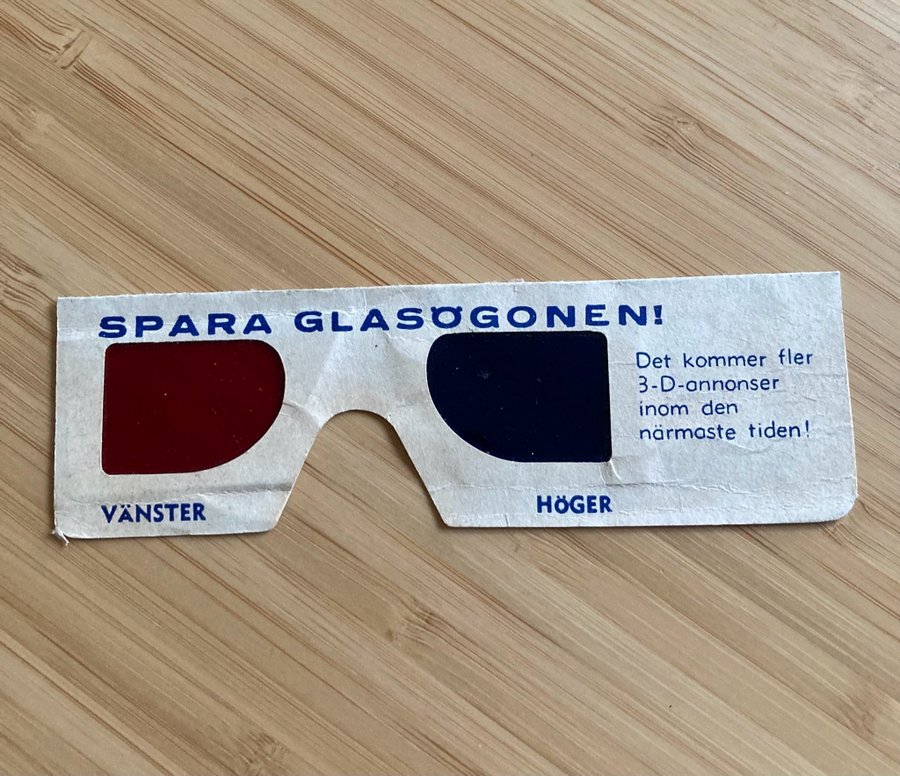 SPARA GLASÖGONEN!
Det kommer fler
3-D-annonser
inom den
närmaste tiden!
VÄNSTER
HÖGER